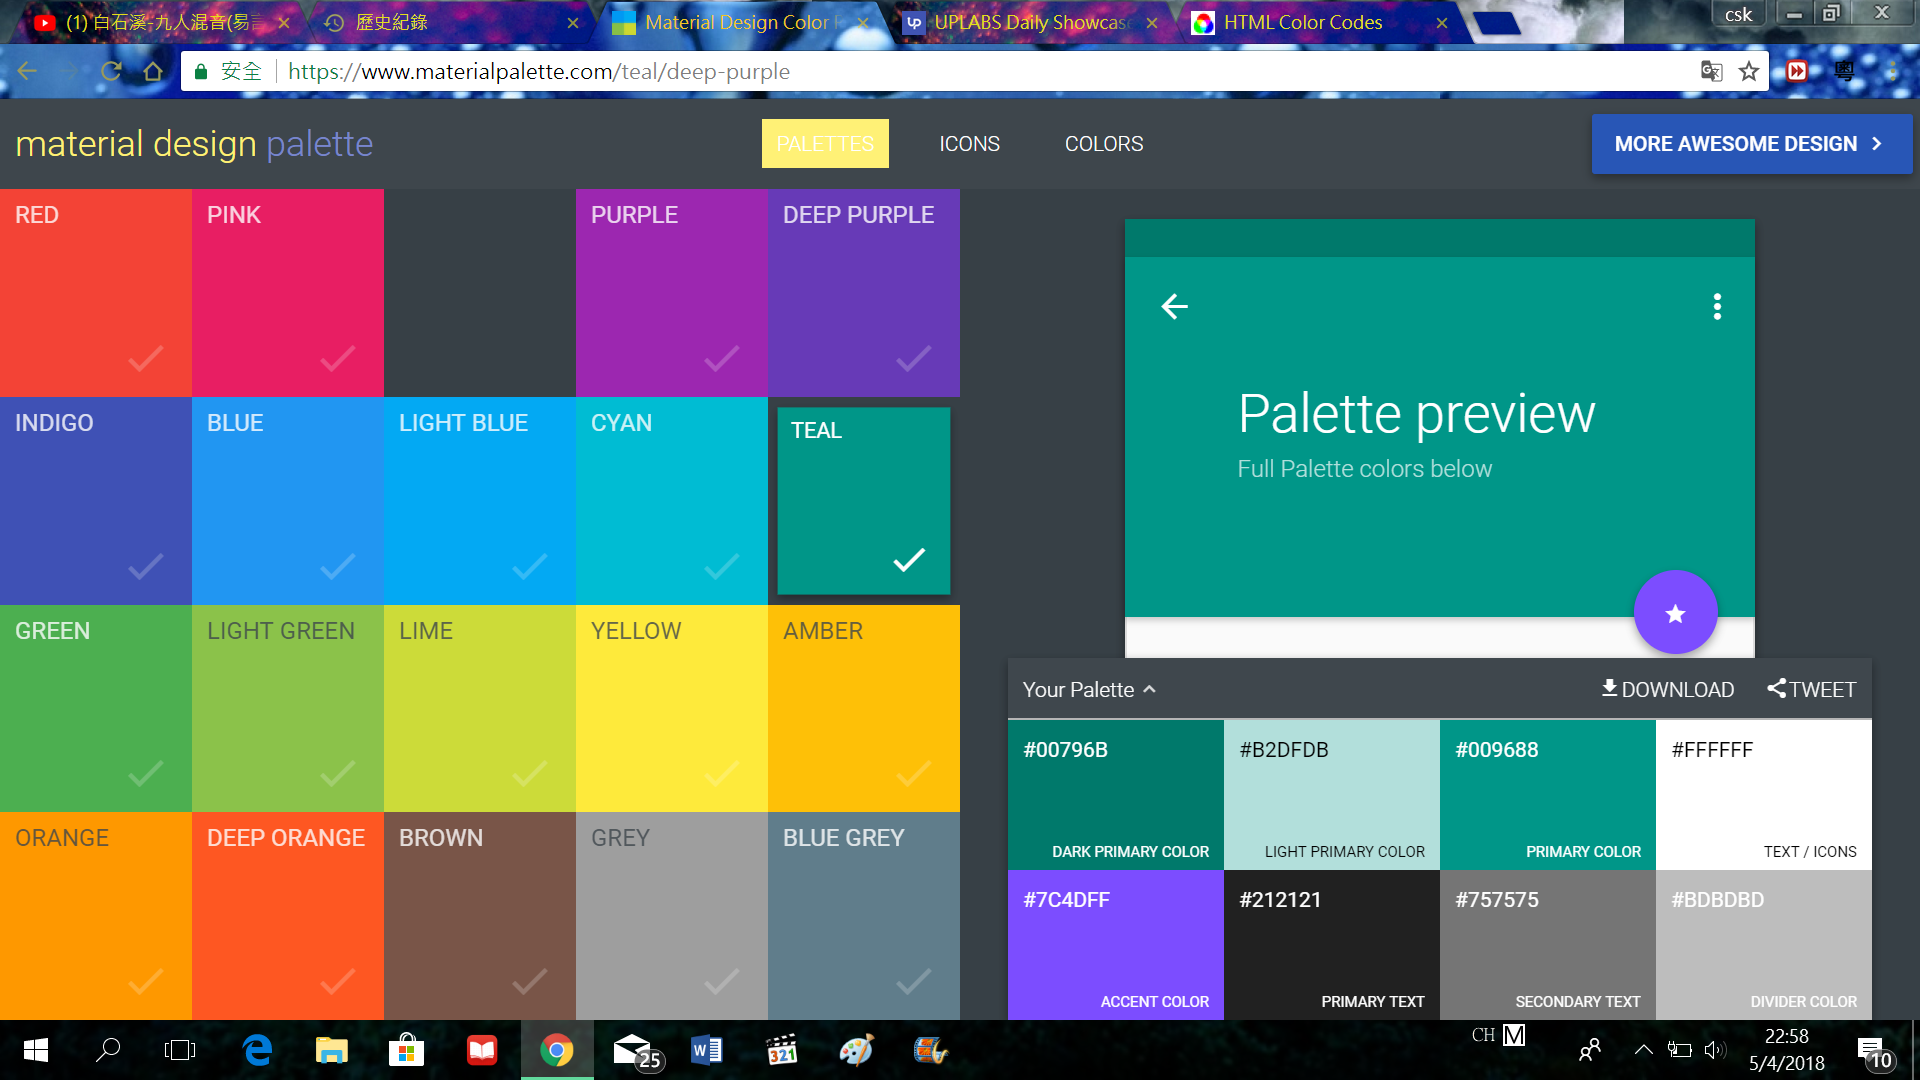 (1) 白石溪-九人混音(易言
歷史紀錄
Material Design Color
UPLABS Daily Showcase
HTML Color Codes
csk
安全
https://www.materialpalette.com/teal/deep-purple
粵
material design palette
PALETTES
ICONS
COLORS
MORE AWESOME DESIGN
RED
PINK
PURPLE
DEEP PURPLE
INDIGO
BLUE
LIGHT BLUE
CYAN
TEAL
GREEN
LIGHT GREEN
LIME
YELLOW
AMBER
ORANGE
DEEP ORANGE
BROWN
GREY
BLUE GREY
Palette preview
Full Palette colors below
Your Palette
DOWNLOAD
TWEET
#00796B
DARK PRIMARY COLOR
#B2DFDB
LIGHT PRIMARY COLOR
#009688
PRIMARY COLOR
#FFFFFF
TEXT / ICONS
#7C4DFF
ACCENT COLOR
#212121
PRIMARY TEXT
#757575
SECONDARY TEXT
#BDBDBD
DIVIDER COLOR
25
321
CH M
22:58
5/4/2018
10